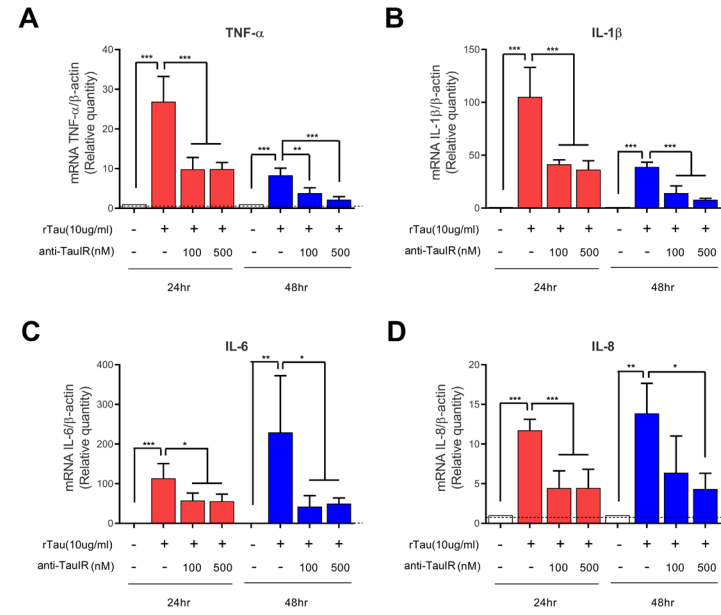 A
TNF-α
mRNA TNF-α/β-actin
(Relative quantity)
40
30
20
10
0
***
***
***
**
***
rTau(10ug/ml) - + + + - + + +
anti-TauIR(nM) - - 100 500 - - 100 500
24hr 48hr
B
IL-1β
mRNA IL-1β/β-actin
(Relative quantity)
150
100
50
0
***
***
***
***
rTau(10ug/ml) - + + + - + + +
anti-TauIR(nM) - - 100 500 - - 100 500
24hr 48hr
C
IL-6
mRNA IL-6/β-actin
(Relative quantity)
400
300
200
100
0
***
*
**
*
rTau(10ug/ml) - + + + - + + +
anti-TauIR(nM) - - 100 500 - - 100 500
24hr 48hr
D
IL-8
mRNA IL-8/β-actin
(Relative quantity)
20
15
10
5
0
***
***
**
*
rTau(10ug/ml) - + + + - + + +
anti-TauIR(nM) - - 100 500 - - 100 500
24hr 48hr